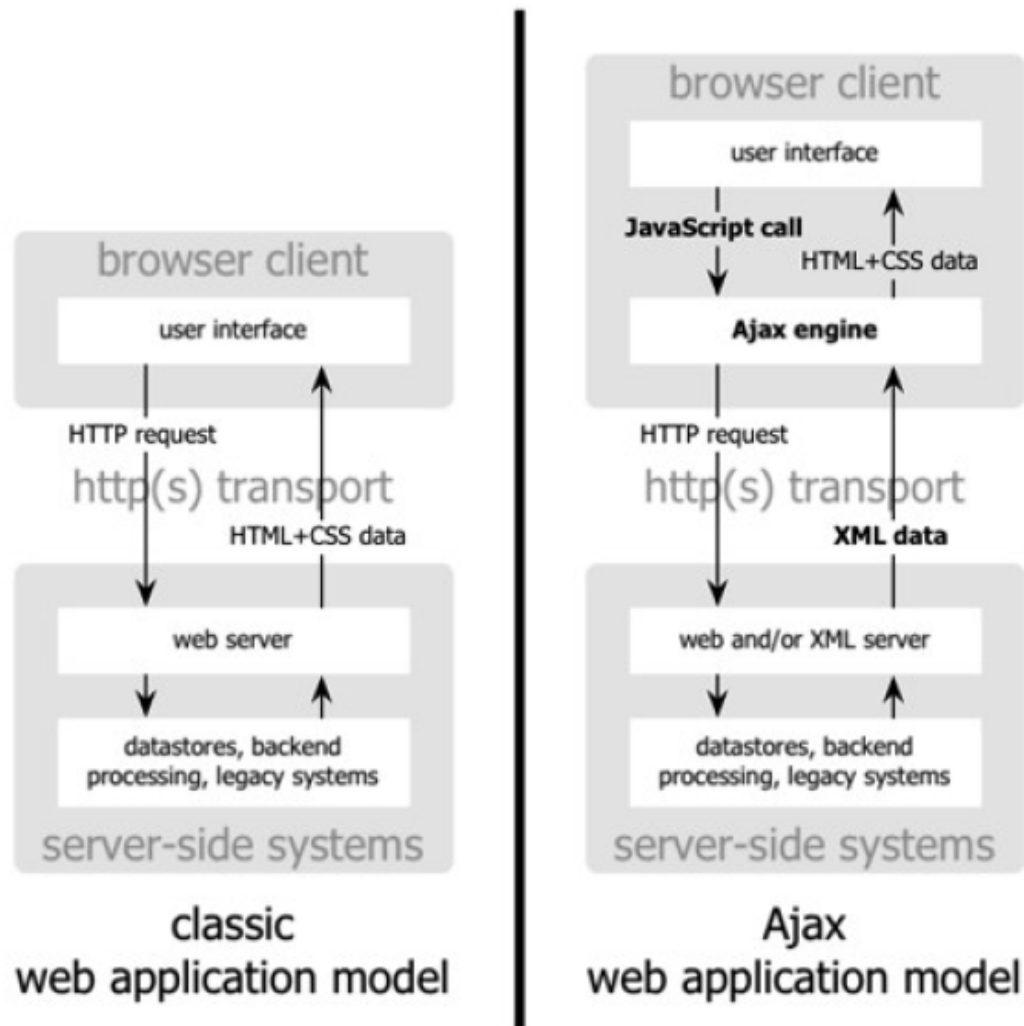 browser client
user interface
HTTP request
http(s) transport
HTML+CSS data
web server
datastores, backend
processing, legacy systems
server-side systems
classic
web application model
browser client
user interface
JavaScript call
HTML+CSS data
Ajax engine
HTTP request
http(s) transport
XML data
web and/or XML server
datastores, backend
processing, legacy systems
server-side systems
Ajax
web application model